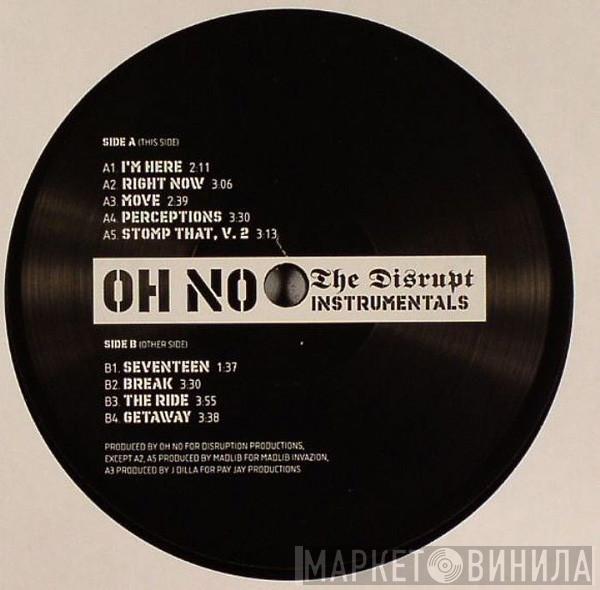 SIDE A (THIS SIDE)
A1 I'M HERE 2:11
A2 RIGHT NOW 3:06
A3 MOVE 2:39
A4 PERCEPTIONS 3:30
A5 STOMP THAT, V. 2 3:13
OH NO The Disrupt
INSTRUMENTALS
SIDE B (OTHER SIDE)
B1 SEVENTEEN 1:37
B2 BREAK 3:30
B3 THE RIDE 3:55
B4 GETAWAY 3:38
PRODUCED BY OH NO FOR DISRUPTION PRODUCTIONS,
EXCEPT A2, A5 PRODUCED BY MADLIB FOR MADLIB INVAZION,
A3 PRODUCED BY J DILLA FOR PAY JAY PRODUCTIONS
МАРКЕТ ВИНИЛА